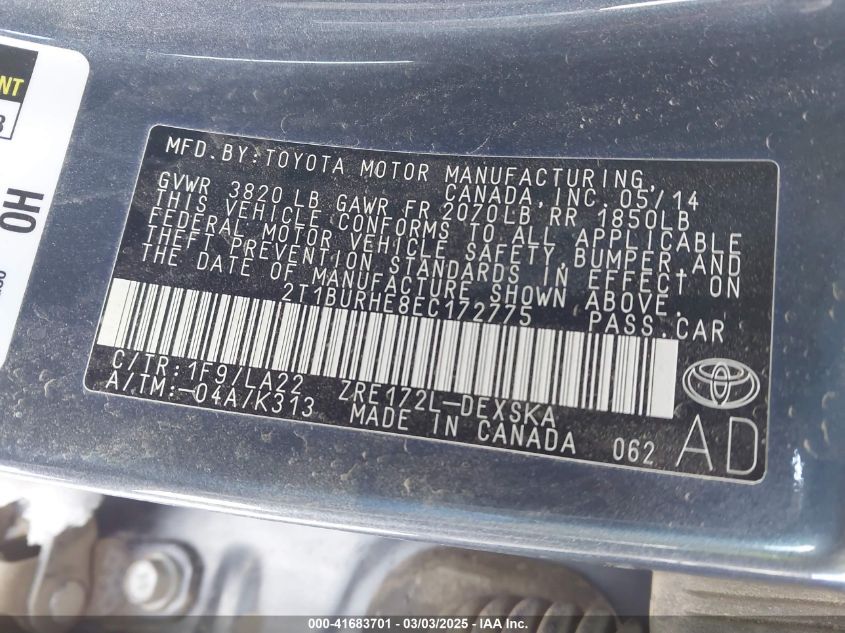 NT
3
HO
MFD. BY: TOYOTA MOTOR MANUFACTURING,
CANADA, INC. 05/14
GVWR 3820 LB GAWR FR 2070LB RR 1850LB
THIS VEHICLE CONFORMS TO ALL APPLICABLE
FEDERAL MOTOR VEHICLE SAFETY, BUMPER, AND
THEFT PREVENTION STANDARDS IN EFFECT ON
THE DATE OF MANUFACTURE SHOWN ABOVE.
2T1BURHE8EC172775 PASS. CAR
C/TR: 1F9/LA22 ZRE172L-DEXSKA
A/TM: -04A/K313 MADE IN CANADA 062 AD
000-41683701 - 03/03/2025 - IAA Inc.